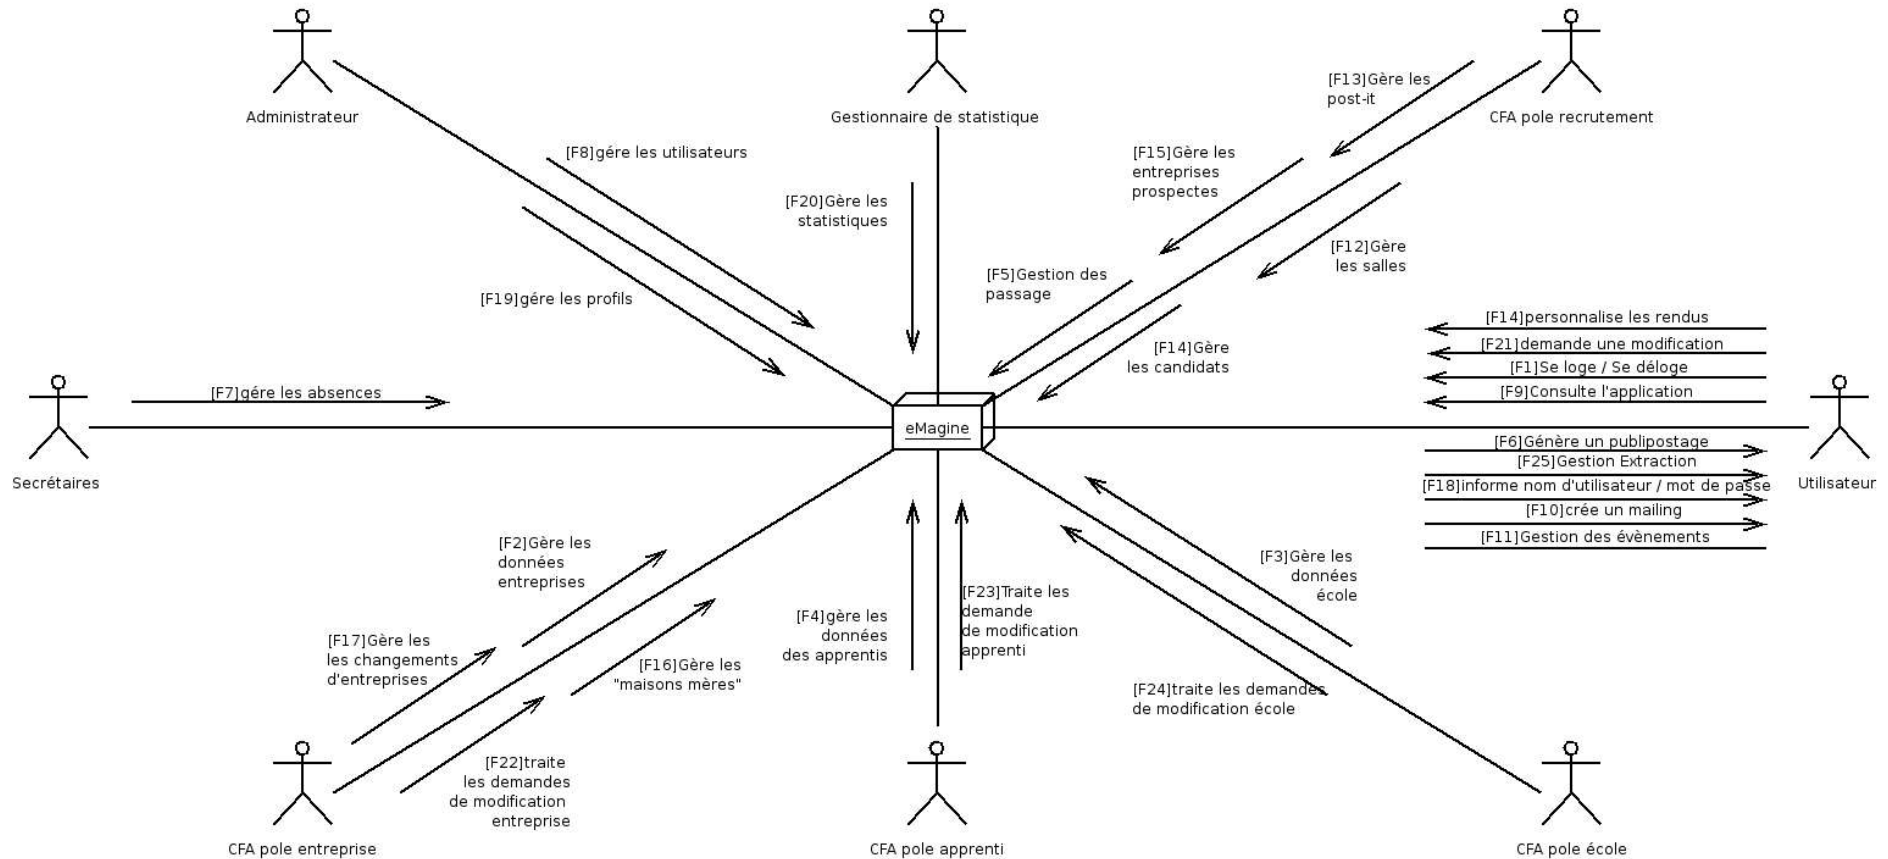 Administrateur
Gestionnaire de statistique
CFA pole recrutement
[F13]Gère les
post-it
[F8]gére les utilisateurs
[F15]Gère les
entreprises
prospectes
[F20]Gère les
statistiques
[F12]Gère
les salles
[F5]Gestion des
passage
[F19]gére les profils
[F14]personnalise les rendus
[F21]demande une modification
[F14]Gère
les candidats
[F1]Se loge / Se déloge
[F7]gére les absences
[F9]Consulte l'application
eMagine
[F6]Génère un publipostage
[F25]Gestion Extraction
Secrétaires
[F18]informe nom d'utilisateur / mot de passe
Utilisateur
[F10]crée un mailing
[F11]Gestion des évènements
[F2]Gère les
données
entreprises
[F3]Gère les
données
école
[F23]Traite les
demande
de modification
apprenti
[F4]gère les
données
des apprentis
[F17]Gère les
les changements
d'entreprises
[F16]Gère les
"maisons mères"
[F24]traite les demandes
de modification école
[F22]traite
les demandes
de modification
entreprise
CFA pole entreprise
CFA pole apprenti
CFA pole école